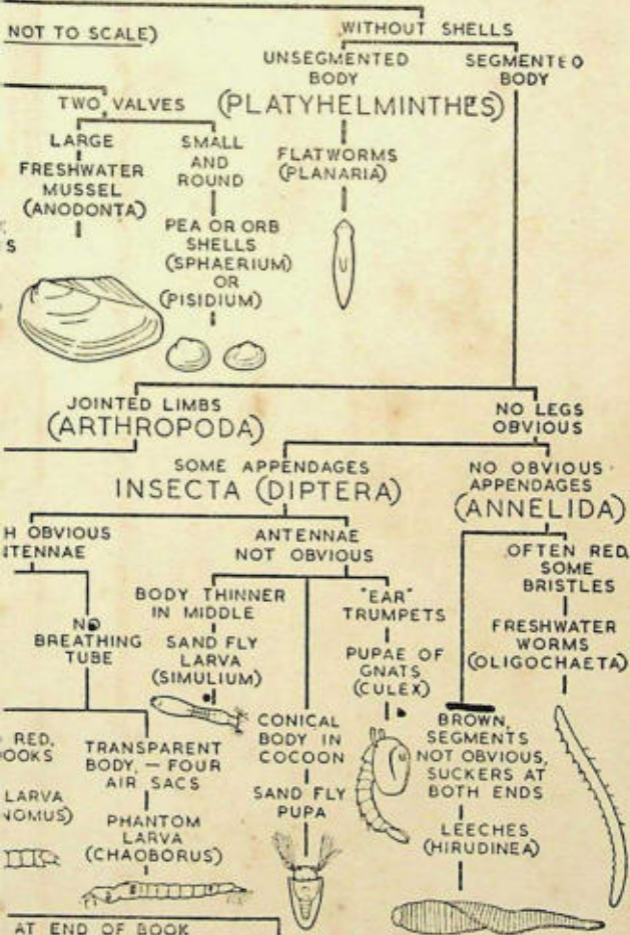 NOT TO SCALE)
WITHOUT SHELLS
UNSEGMENTED
BODY
(PLATYHELMINTHES)
SEGMENTED
BODY
TWO VALVES
LARGE
FRESHWATER
MUSSEL
(ANODONTA)
SMALL
AND
ROUND
PEA OR ORB
SHELLS
(SPHAERIUM)
OR
(PISIDIUM)
FLATWORMS
(PLANARIA)
S
JOINTED LIMBS
(ARTHROPODA)
NO LEGS
OBVIOUS
SOME APPENDAGES
INSECTA (DIPTERA)
NO OBVIOUS
APPENDAGES
(ANNELIDA)
H OBVIOUS
NTENNAE
ANTENNAE
NOT OBVIOUS
NO
BREATHING
TUBE
BODY THINNER
IN MIDDLE
SAND FLY
LARVA
(SIMULIUM)
"EAR"
TRUMPETS
PUPAE OF
GNATS
(CULEX)
OFTEN RED
SOME
BRISTLES
FRESHWATER
WORMS
(OLIGOCHAETA)
RED,
OOKS
LARVA
NOMUS)
TRANSPARENT
BODY, — FOUR
AIR SACS
PHANTOM
LARVA
(CHAOBORUS)
CONICAL
BODY IN
COCOON
SAND FLY
PUPA
BROWN,
SEGMENTS
NOT OBVIOUS,
SUCKERS AT
BOTH ENDS
LEECHES
(HIRUDINEA)
AT END OF BOOK